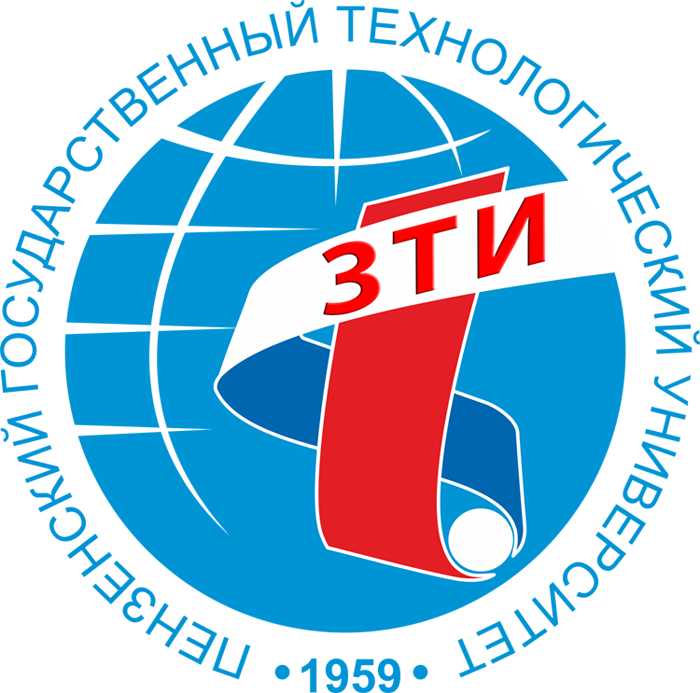 ПЕНЗЕНСКИЙ ГОСУДАРСТВЕННЫЙ ТЕХНОЛОГИЧЕСКИЙ УНИВЕРСИТЕТ
ЗТИ
• 1959 •